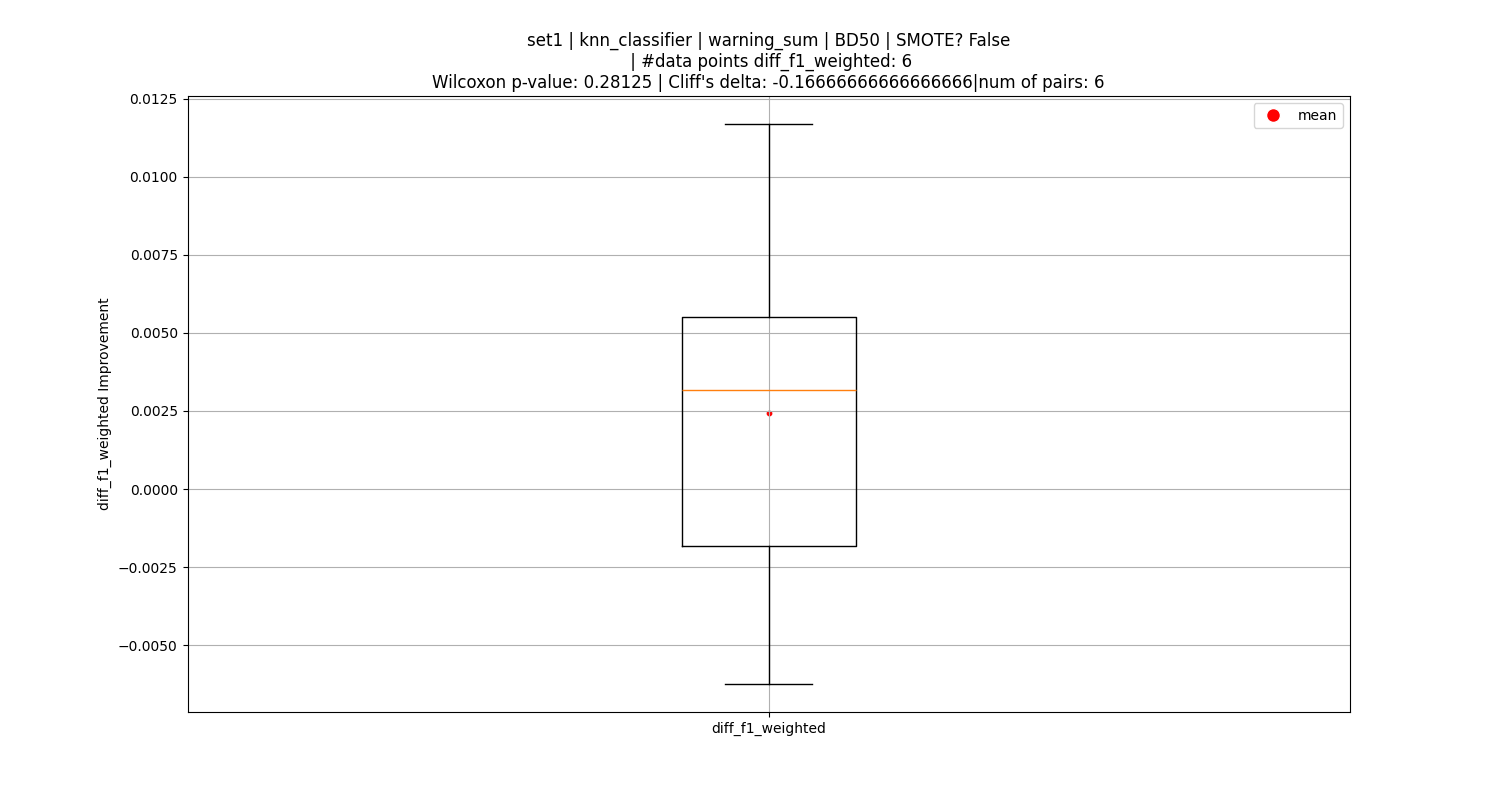 set1 | knn_classifier | warning_sum | BD50 | SMOTE? False
| #data points diff_f1_weighted: 6
Wilcoxon p-value: 0.28125 | Cliff's delta: -0.16666666666666666|num of pairs: 6
mean
0.0125
0.0100
0.0075
0.0050
0.0025
0.0000
−0.0025
−0.0050
diff_f1_weighted Improvement
diff_f1_weighted